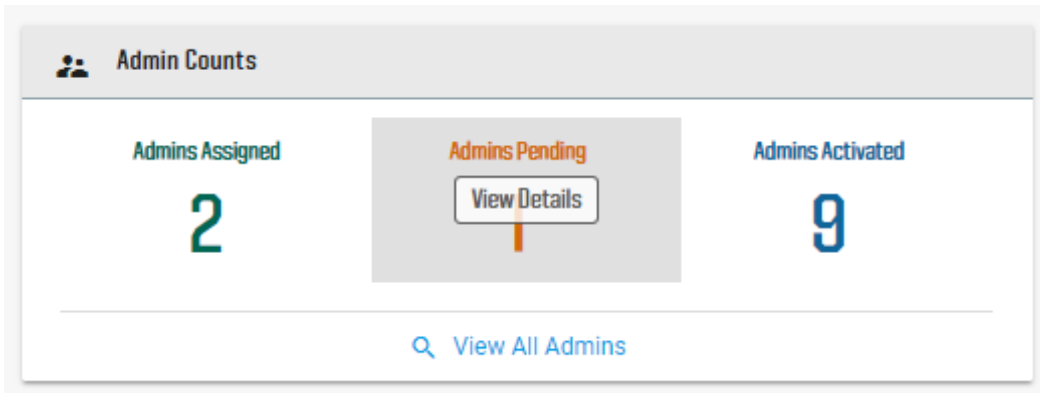 Admin Counts
Admins Assigned
Admins Pending
Admins Activated
View Details
2
9
View All Admins